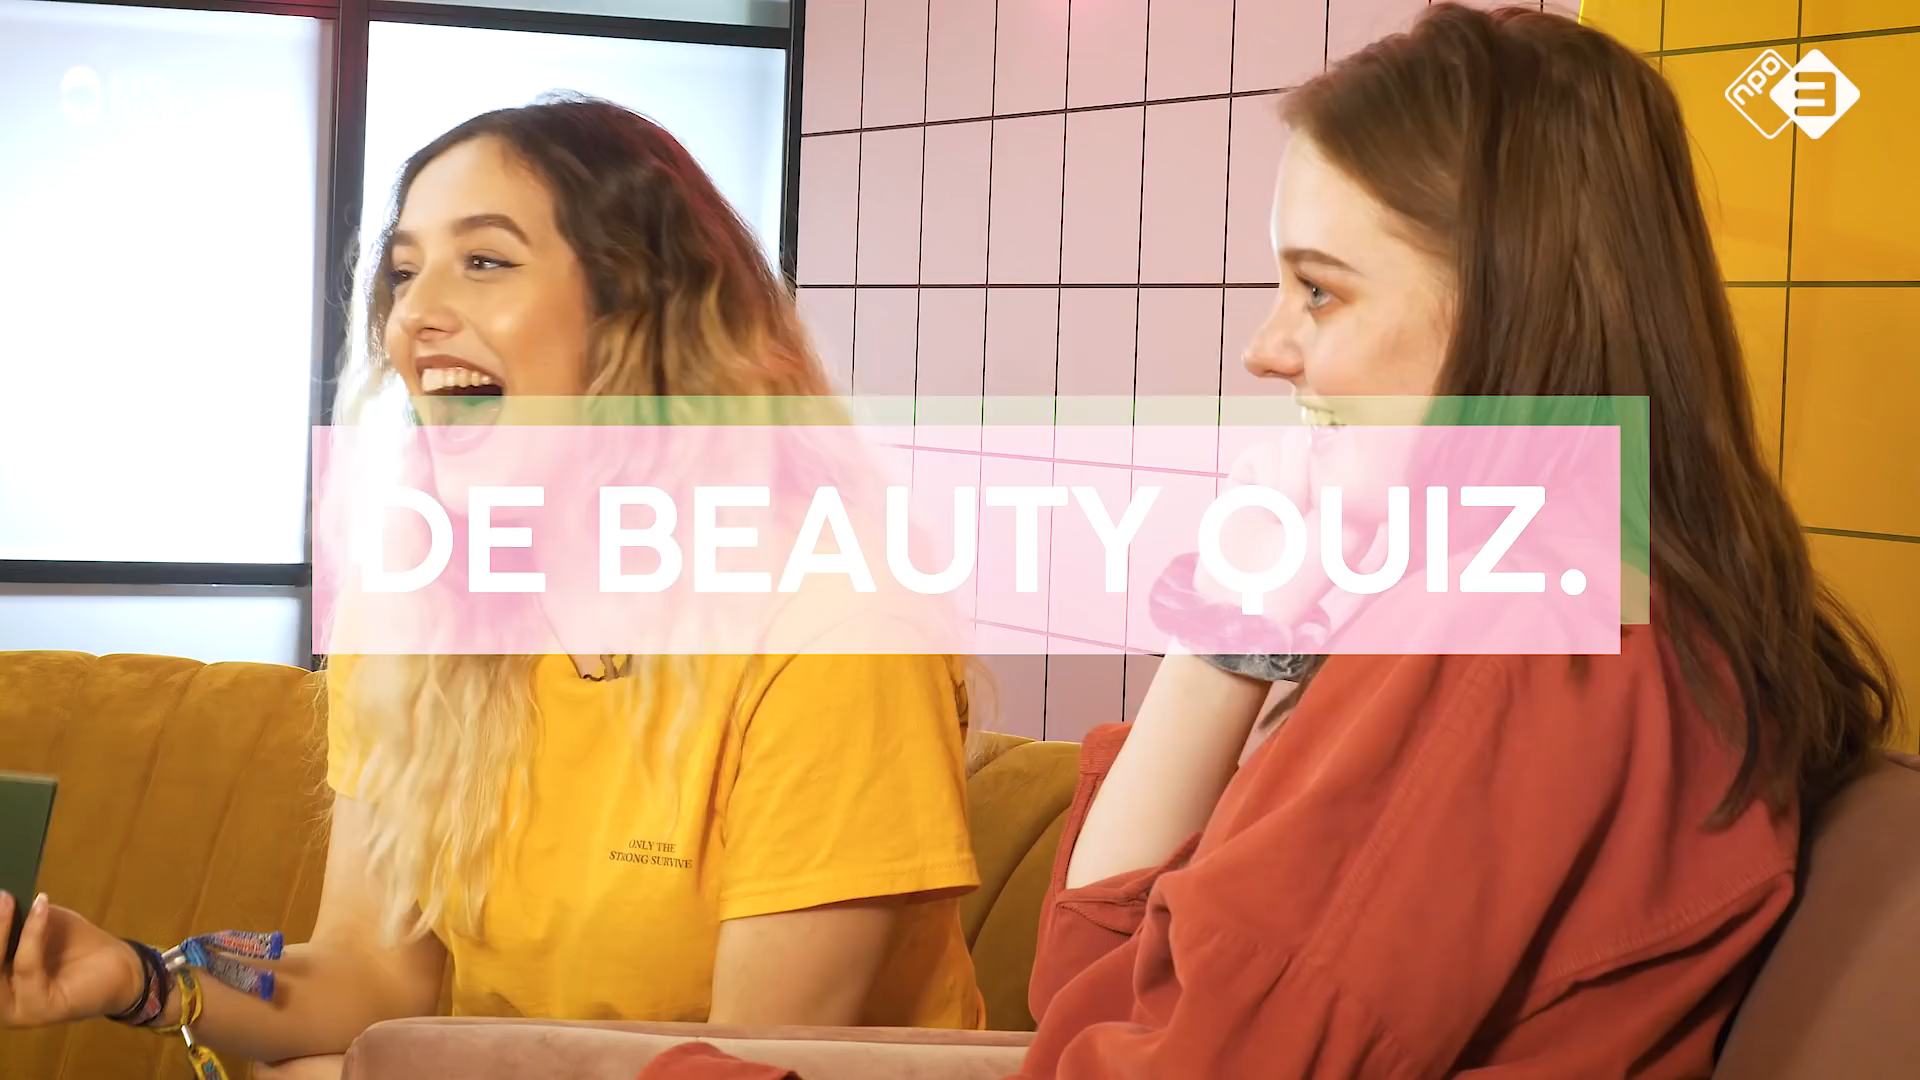 npo
3
DE BEAUTY QUIZ.
ONLY THE
STRONG SURVIVE